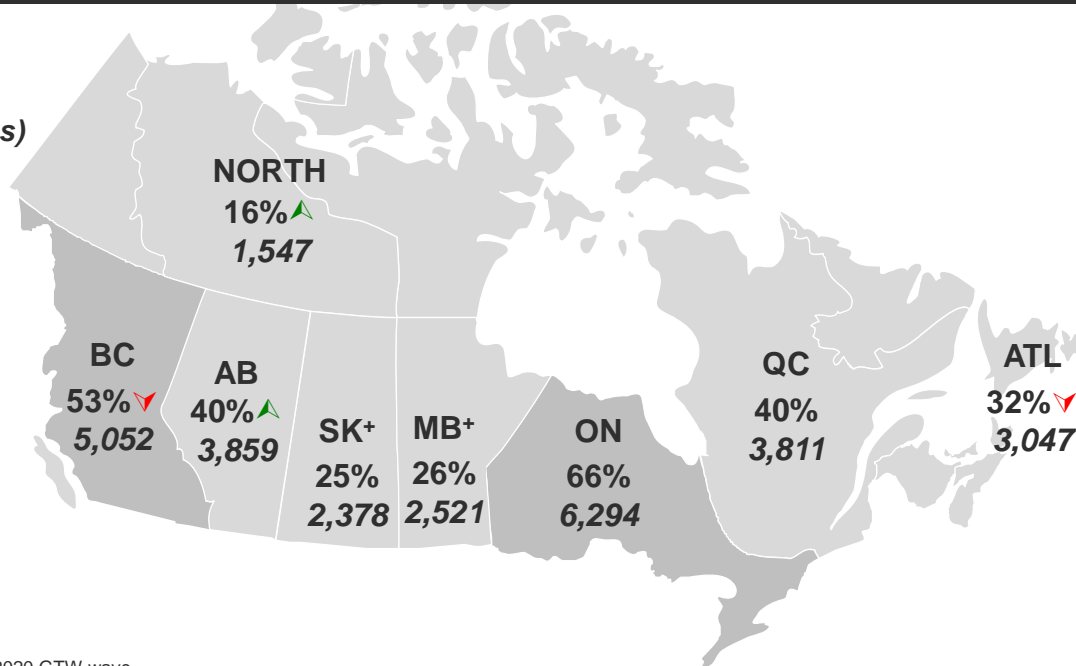 s)
NORTH
16%
1,547
BC
53%
5,052
AB
40%
3,859
SK+
25%
2,378
MB+
26%
2,521
ON
66%
6,294
QC
40%
3,811
ATL
32%
3,047